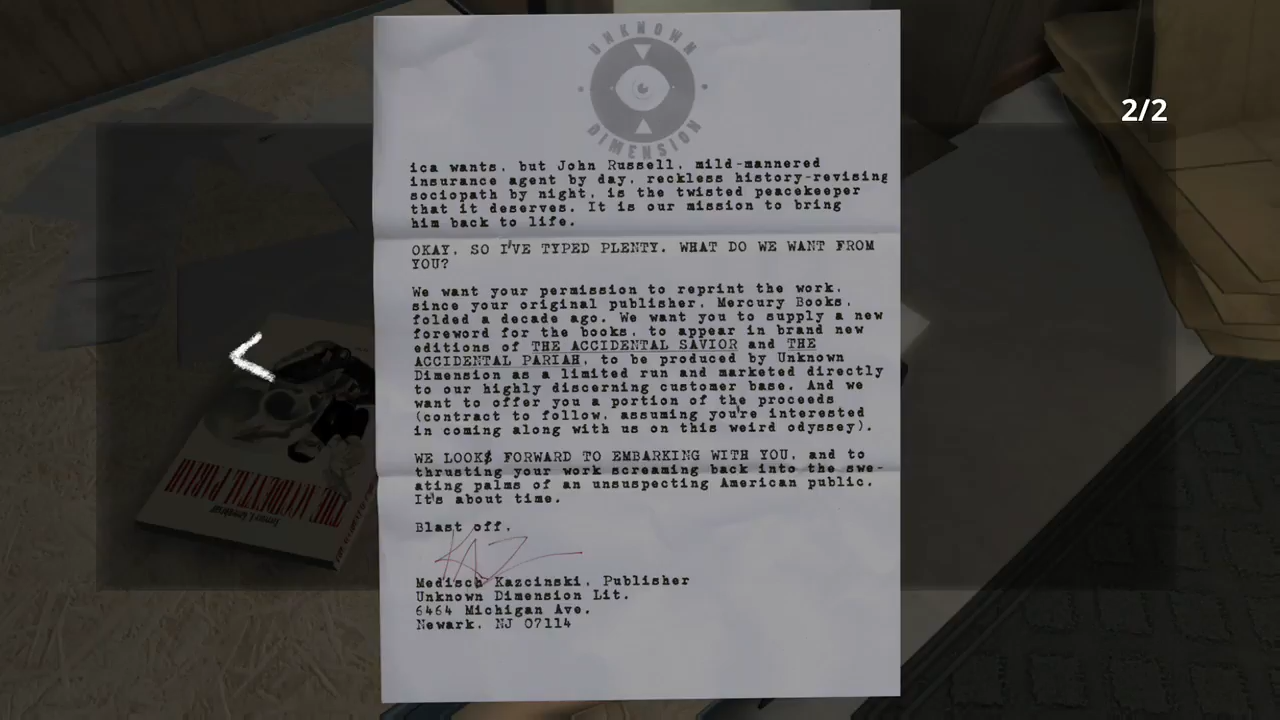 2/2
UNKNOWN
DIMENSION
ica wants, but John Russell, mild-mannered
insurance agent by day, reckless history-revising
sociopath by night, is the twisted peacekeeper
that it deserves. It is our mission to bring
him back to life.
OKAY, SO I'VE TYPED PLENTY. WHAT DO WE WANT FROM
YOU?
We want your permission to reprint the work,
since your original publisher, Mercury Books,
folded a decade ago. We want you to supply a new
foreword for the books, to appear in brand new
editions of THE ACCIDENTAL SAVIOR and THE
ACCIDENTAL PARIAH, to be produced by Unknown
Dimension as a limited run and marketed directly
to our highly discerning customer base. And we
want to offer you a portion of the proceeds
(contract to follow, assuming you're interested
in coming along with us on this weird odyssey).
WE LOOK$ FORWARD TO EMBARKING WITH YOU, and to
thrusting your work screaming back into the swe-
ating palms of an unsuspecting American public.
It's about time.
Blast off,
KAZ
Medisch Kazcinski, Publisher
Unknown Dimension Lit.
6464 Michigan Ave.
Newark, NJ 07114
THE ACCIDENTAL PARIAH